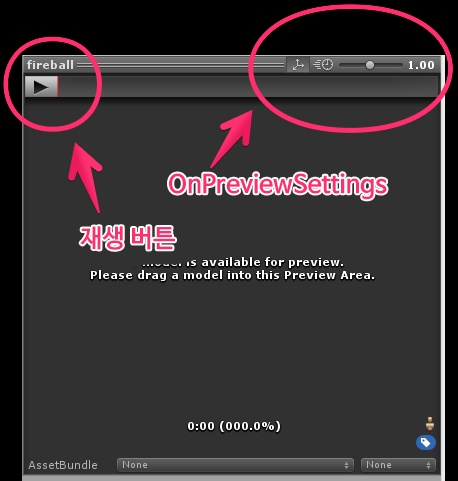 fireball
1.00
OnPreviewSettings
재생 버튼
is available for preview.
Please drag a model into this Preview Area.
0:00 (000.0%)
AssetBundle None None